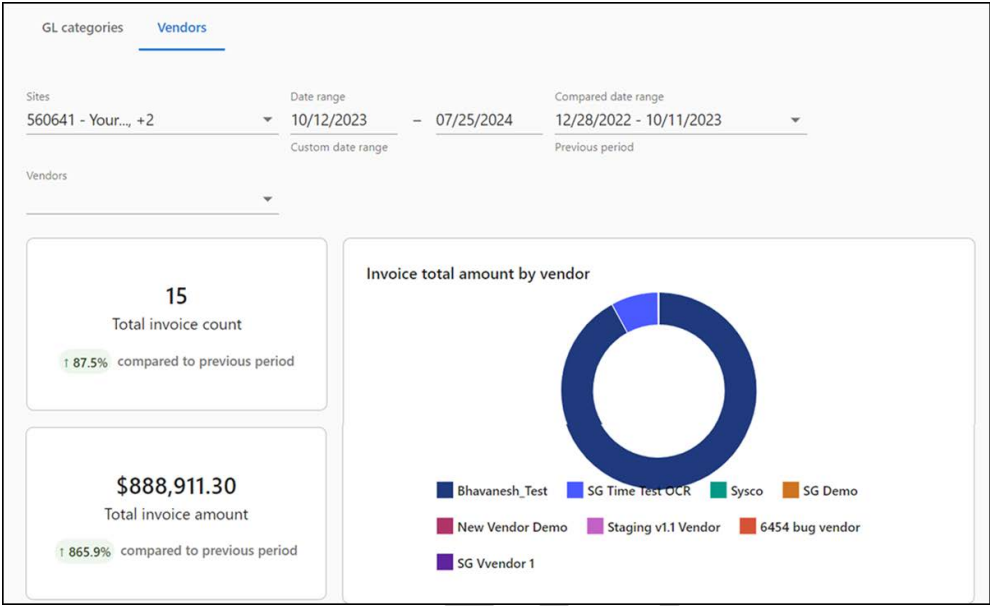 GL categories Vendors
Sites Date range Compared date range
560641 - Your..., +2 10/12/2023 – 07/25/2024 12/28/2022 - 10/11/2023
Custom date range Previous period
Vendors
15
Total invoice count
↑ 87.5% compared to previous period
$888,911.30
Total invoice amount
↑ 865.9% compared to previous period
Invoice total amount by vendor
Bhavanesh_Test SG Time Test OCR Sysco SG Demo
New Vendor Demo Staging v1.1 Vendor 6454 bug vendor
SG Vvendor 1